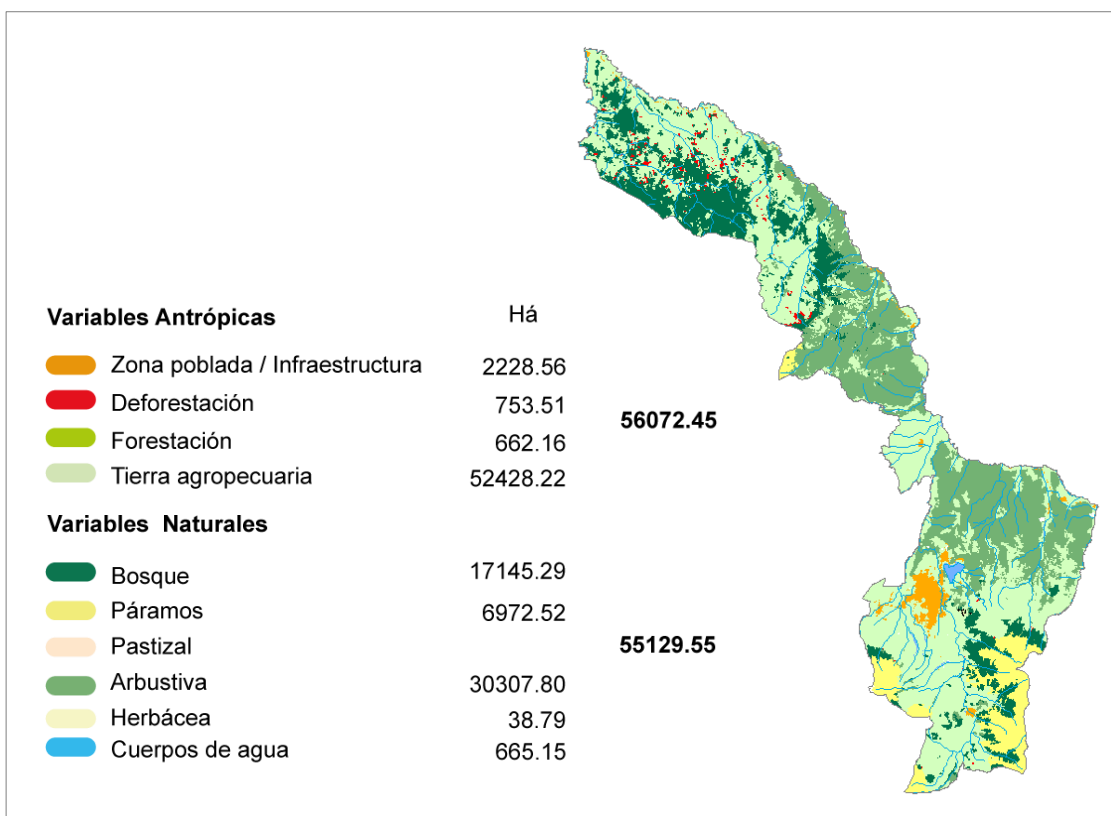 Variables Antrópicas Há
Zona poblada / Infraestructura 2228.56
Deforestación 753.51
56072.45
Forestación 662.16
Tierra agropecuaria 52428.22
Variables Naturales
Bosque 17145.29
Páramos 6972.52
Pastizal 55129.55
Arbustiva 30307.80
Herbácea 38.79
Cuerpos de agua 665.15